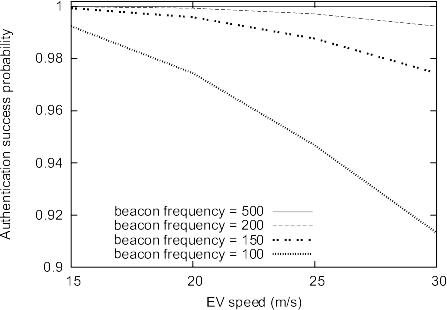 Authentication success probability
1
0.98
0.96
0.94
0.92
0.9
beacon frequency = 500
beacon frequency = 200
beacon frequency = 150
beacon frequency = 100
15 20 25 30
EV speed (m/s)